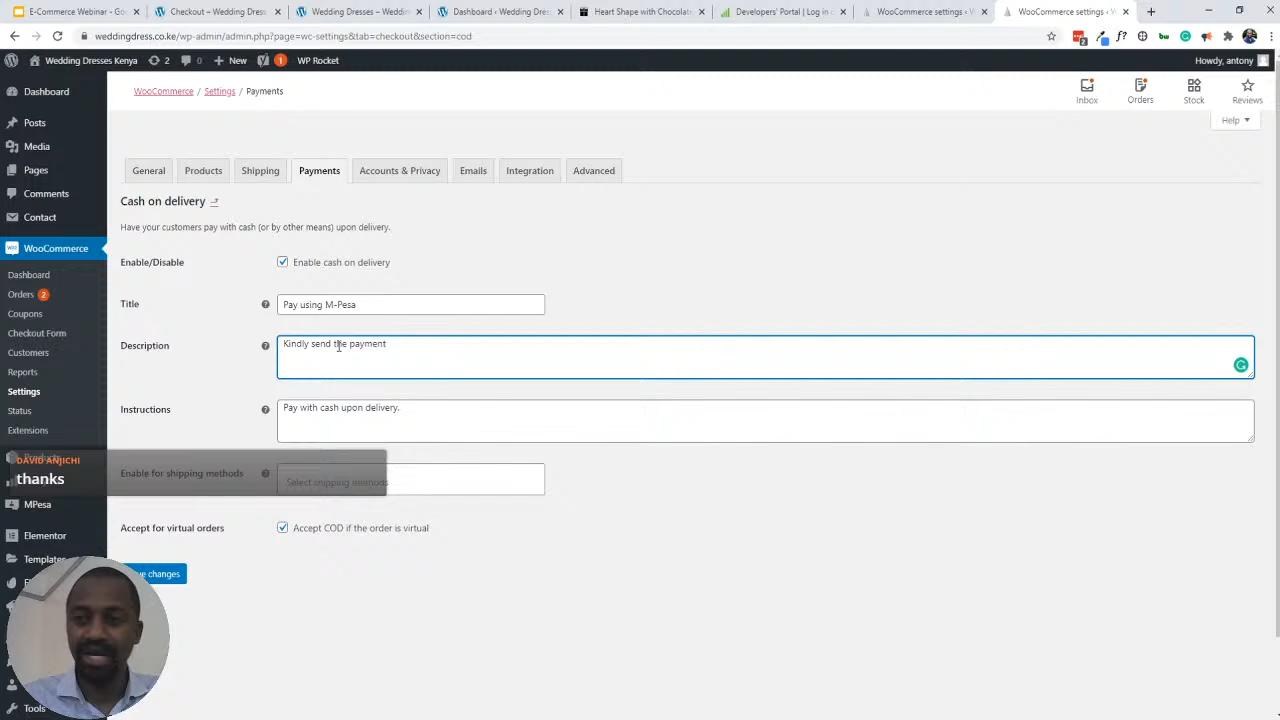 E-Commerce Webinar - Go
Checkout – Wedding Dress
Wedding Dresses – Weddin
Dashboard ‹ Wedding Dres
Heart Shape with Chocolat
Developers' Portal | Log in o
WooCommerce settings ‹ W
WooCommerce settings ‹ W
weddingdress.co.ke/wp-admin/admin.php?page=wc-settings&tab=checkout&section=cod
Wedding Dresses Kenya 2 0 New 1 WP Rocket Howdy, antony
Dashboard
Posts
Media
Pages
Comments
Contact
WooCommerce
Dashboard
Orders 2
Coupons
Checkout Form
Customers
Reports
Settings
Status
Extensions
MPesa
Elementor
Templates
Tools
WooCommerce / Settings / Payments
Inbox Orders Stock Reviews
Help
General Products Shipping Payments Accounts & Privacy Emails Integration Advanced
Cash on delivery
Have your customers pay with cash (or by other means) upon delivery.
Enable/Disable Enable cash on delivery
Title Pay using M-Pesa
Description Kindly send the payment
Instructions Pay with cash upon delivery.
DAVID ANJICHI
thanks
Enable for shipping methods Select shipping methods
Accept for virtual orders Accept COD if the order is virtual
changes